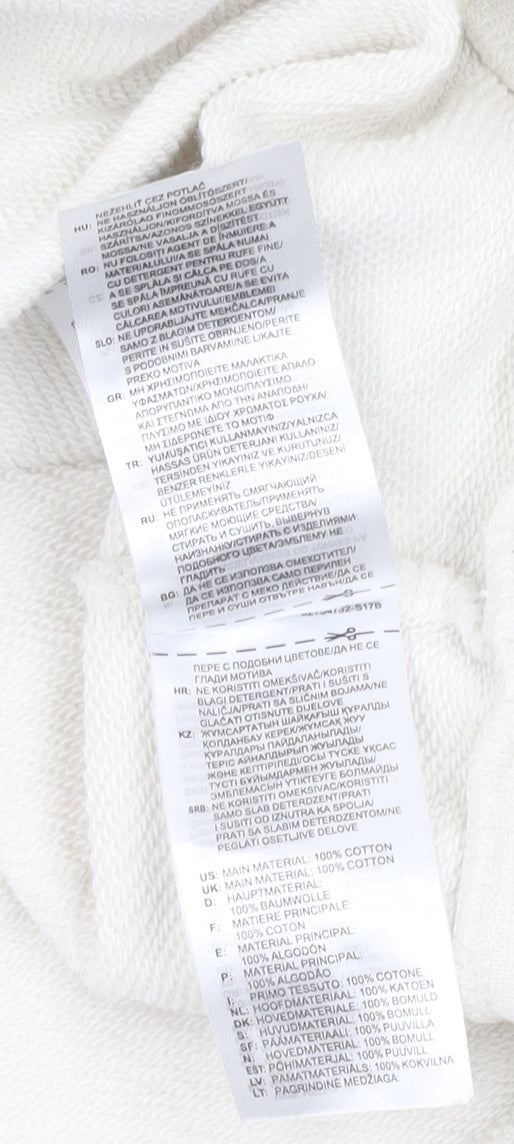 NEŽEHLIT CEZ POTLAČ
HU: NE HASZNÁLJON ÖBLÍTŐSZERT/
KIZÁRÓLAG FINOMMOSÓSZERT
HASZNÁLJON/KIFORDÍTVA MOSSA ÉS
SZÁRÍTSA/AZONOS SZÍNEKKEL EGYÜTT
MOSSA/NE VASALJA A DÍSZÍTÉST
RO: NU FOLOSITI AGENT DE ÎNMUIERE A
MATERIALULUI/A SE SPĂLA NUMAI
CU DETERGENT PENTRU RUFE FINE/
A SE SPĂLA ȘI CĂLCA PE DOS/A
SE SPĂLA ÎMPREUNĂ CU RUFE CU
CULORI ASEMĂNĂTOARE/A SE EVITA
CĂLCAREA MOTIVULUI/EMBLEMEI
SLO: NE UPORABLJAJTE MEHČALCA/PRANJE
SAMO Z BLAGIM DETERGENTOM/
PERITE IN SUŠITE OBRNJENO/PERITE
S PODOBNIMI BARVAMI/NE LIKAJTE
PREKO MOTIVA
GR: ΜΗ ΧΡΗΣΙΜΟΠΟΙΕΙΤΕ ΜΑΛΑΚΤΙΚΑ
ΥΦΑΣΜΑΤΟΝ/ΧΡΗΣΙΜΟΠΟΙΕΙΤΕ ΑΠΑΛΟ
ΑΠΟΡΥΠΑΝΤΙΚΟ ΜΟΝΟ/ΠΛΥΣΙΜΟ
ΚΑΙ ΣΤΕΓΝΩΜΑ ΑΠΟ ΤΗΝ ΑΝΑΠΟΔΗ/
ΠΛΥΣΙΜΟ ΜΕ ΙΔΙΟΥ ΧΡΩΜΑΤΟΣ ΡΟΥΧΑ/
ΜΗ ΣΙΔΕΡΩΝΕΤΕ ΤΟ ΜΟΤΙΦ
TR: YUMUŞATICI KULLANMAYINIZ/YALNIZCA
HASSAS ÜRÜN DETERJANI KULLANINIZ/
TERSİNDEN YIKAYINIZ VE KURUTUNUZ/
BENZER RENKLERLE YIKAYINIZ/DESENİ
ÜTÜLEMEYİNİZ
RU: НЕ ПРИМЕНЯТЬ СМЯГЧАЮЩИЙ
ОПОЛАСКИВАТЕЛЬ/ПРИМЕНЯТЬ
МЯГКИЕ МОЮЩИЕ СРЕДСТВА/
СТИРАТЬ И СУШИТЬ, ВЫВЕРНУВ
НАИЗНАНКУ/СТИРАТЬ С ИЗДЕЛИЯМИ
ПОДОБНОГО ЦВЕТА/ЭМБЛЕМУ НЕ
ГЛАДИТЬ
BG: ДА НЕ СЕ ИЗПОЛЗВА ОМЕКОТИТЕЛ/
ДА СЕ ИЗПОЛЗВА САМО ПЕРИЛЕН
ПРЕПАРАТ С МЕКО ДЕЙСТВИЕ/ДА СЕ
ПЕРЕ И СУШИ ОТВЪТРЕ НАВЪН/ДА СЕ
ПЕРЕ С ПОДОБНИ ЦВЕТОВЕ/ДА НЕ СЕ
ГЛАДИ МОТИВА
HR: NE KORISTITI OMEKŠIVAČ/KORISTITI
BLAGI DETERGENT/PRATI I SUŠITI S
NALIČJA/PRATI SA SLIČNIM BOJAMA/NE
GLAČATI OTISNUTE DIJELOVE
KZ: ЖҰМСАРТАТЫН ШАЙҚАҒЫШ ҚҰРАЛДЫ
ҚОЛДАНБАУ КЕРЕК/ЖҰМСАҚ ЖУУ
ҚҰРАЛДАРЫ ПАЙДАЛАНЫЛАДЫ/
ТЕРІС АЙНАЛДЫРЫП ЖУЫЛАДЫ
ЖӘНЕ КЕПТІРІЛЕДІ/ОСЫ ТҮСКЕ ҰҚСАС
ТҮСТІ БҰЙЫМДАРМЕН ЖУЫЛАДЫ/
ЭМБЛЕМАСЫН ҮТІКТЕУГЕ БОЛМАЙДЫ
SRB: NE KORISTITI OMEKSIVAC/KORISTITI
SAMO SLAB DETERDZENT/PRATI
I SUSITI OD IZNUTRA KA SPOLJA/
PRATI SA SLABIM DETERDZENTOM/NE
PEGLATI OSETLJIVE DELOVE
US: MAIN MATERIAL: 100% COTTON
UK: MAIN MATERIAL: 100% COTTON
D: HAUPTMATERIAL:
100% BAUMWOLLE
F: MATIERE PRINCIPALE:
100% COTON
E: MATERIAL PRINCIPAL:
100% ALGODÓN
P: MATERIAL PRINCIPAL:
100% ALGODÃO
I: PRIMO TESSUTO: 100% COTONE
NL: HOOFDMATERIAAL: 100% KATOEN
DK: HOVEDMATERIALE: 100% BOMULD
S: HUVUDMATERIAL: 100% BOMULL
SF: PÄÄMATERIAALI: 100% PUUVILLA
N: HOVEDMATERIAL: 100% BOMULL
EST: PÕHIMATERJAL: 100% PUUVILL
LV: PAMATMATERIĀLS: 100% KOKVILNA
LT: PAGRINDINĖ MEDŽIAGA: